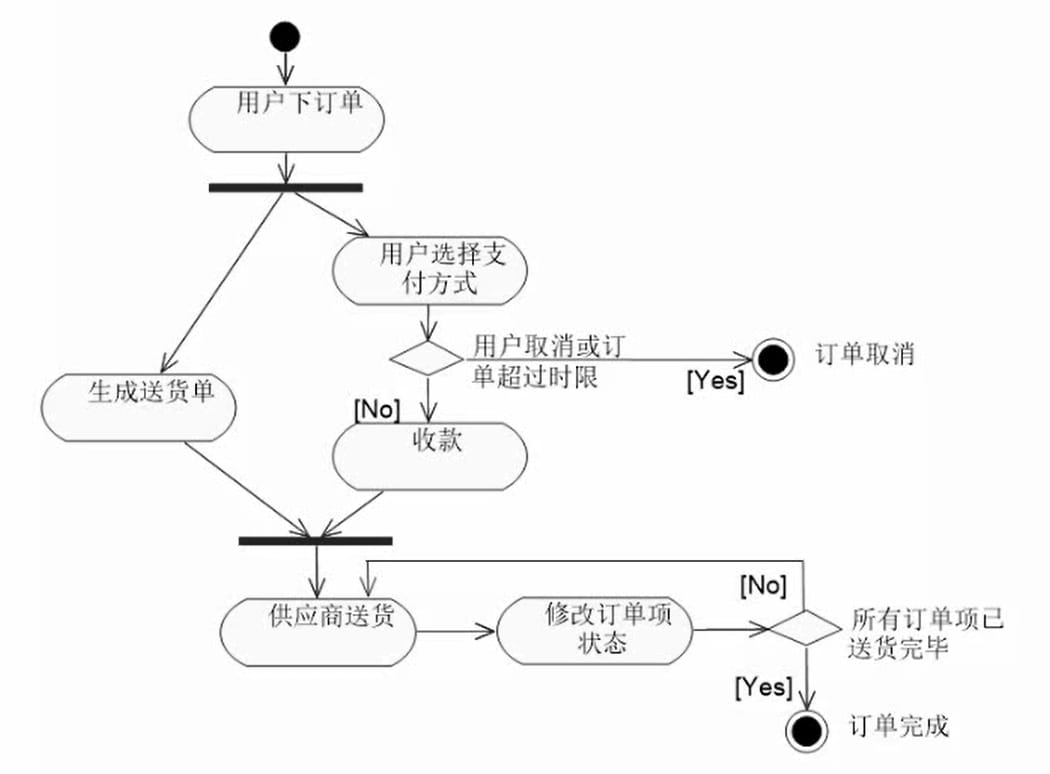 用户下订单
用户选择支
付方式
用户取消或订
单超过时限
订单取消
[Yes]
生成送货单
[No]
收款
供应商送货
修改订单项
状态
[No]
所有订单项已
送货完毕
[Yes]
订单完成